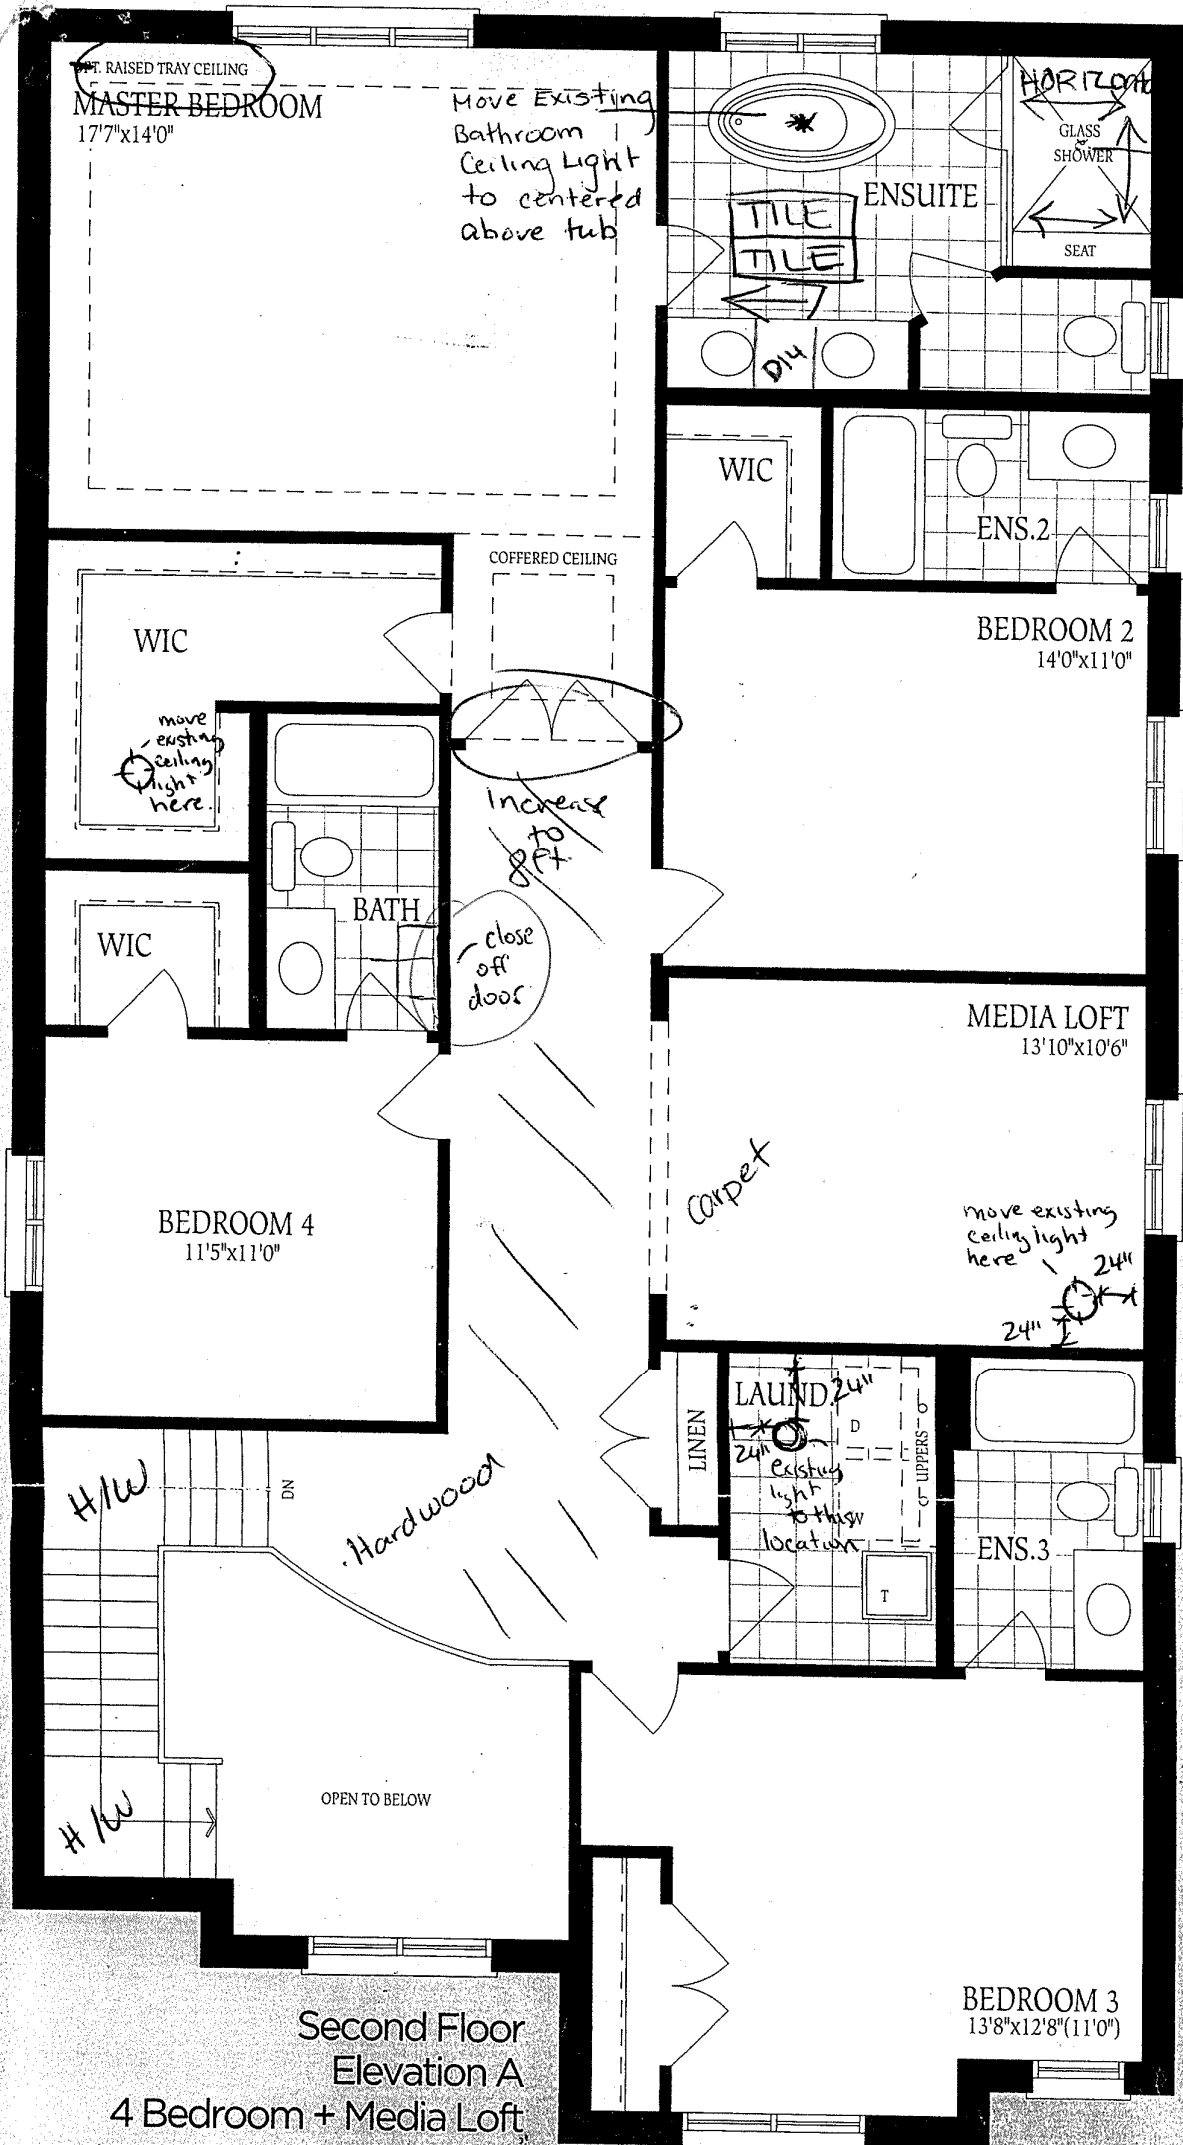 OPT. RAISED TRAY CEILING
MASTER BEDROOM
17'7"x14'0"
Move Existing
Bathroom
Ceiling Light
to centered
above tub
HORIZONTAL
GLASS
SHOWER
SEAT
ENSUITE
TILE
TILE
D14
WIC
ENS.2
COFFERED CEILING
WIC
BEDROOM 2
14'0"x11'0"
move
existing
ceiling
light
here.
Increase
to
8ft.
BATH
close
off
door
WIC
MEDIA LOFT
13'10"x10'6"
carpet
move existing
ceiling light
here
24"
24"
BEDROOM 4
11'5"x11'0"
LAUND.
24"
24"
D
UPPERS
LINEN
existing
light
to this
location
T
ENS.3
H/W
DN
Hardwood
H/W
OPEN TO BELOW
BEDROOM 3
13'8"x12'8"(11'0")
Second Floor
Elevation A
4 Bedroom + Media Loft